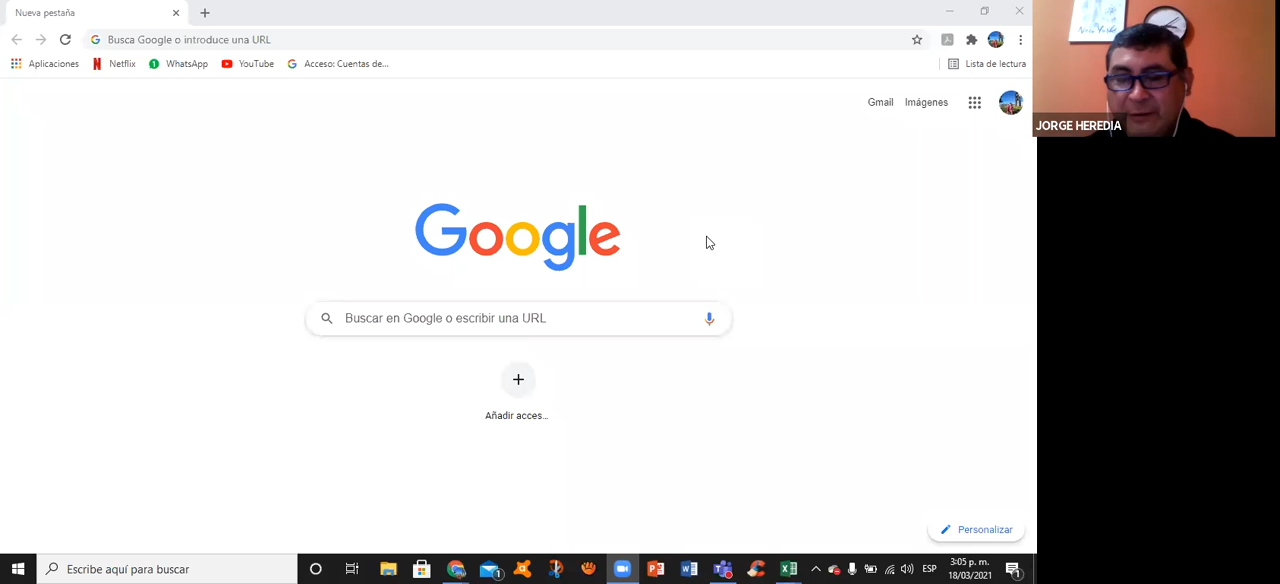 Nueva pestaña
Busca Google o introduce una URL
Aplicaciones
Netflix
WhatsApp
YouTube
Acceso: Cuentas de...
Lista de lectura
Gmail
Imágenes
JORGE HEREDIA
Google
Buscar en Google o escribir una URL
Añadir acces...
Personalizar
Escribe aquí para buscar
ESP
3:05 p. m.
18/03/2021